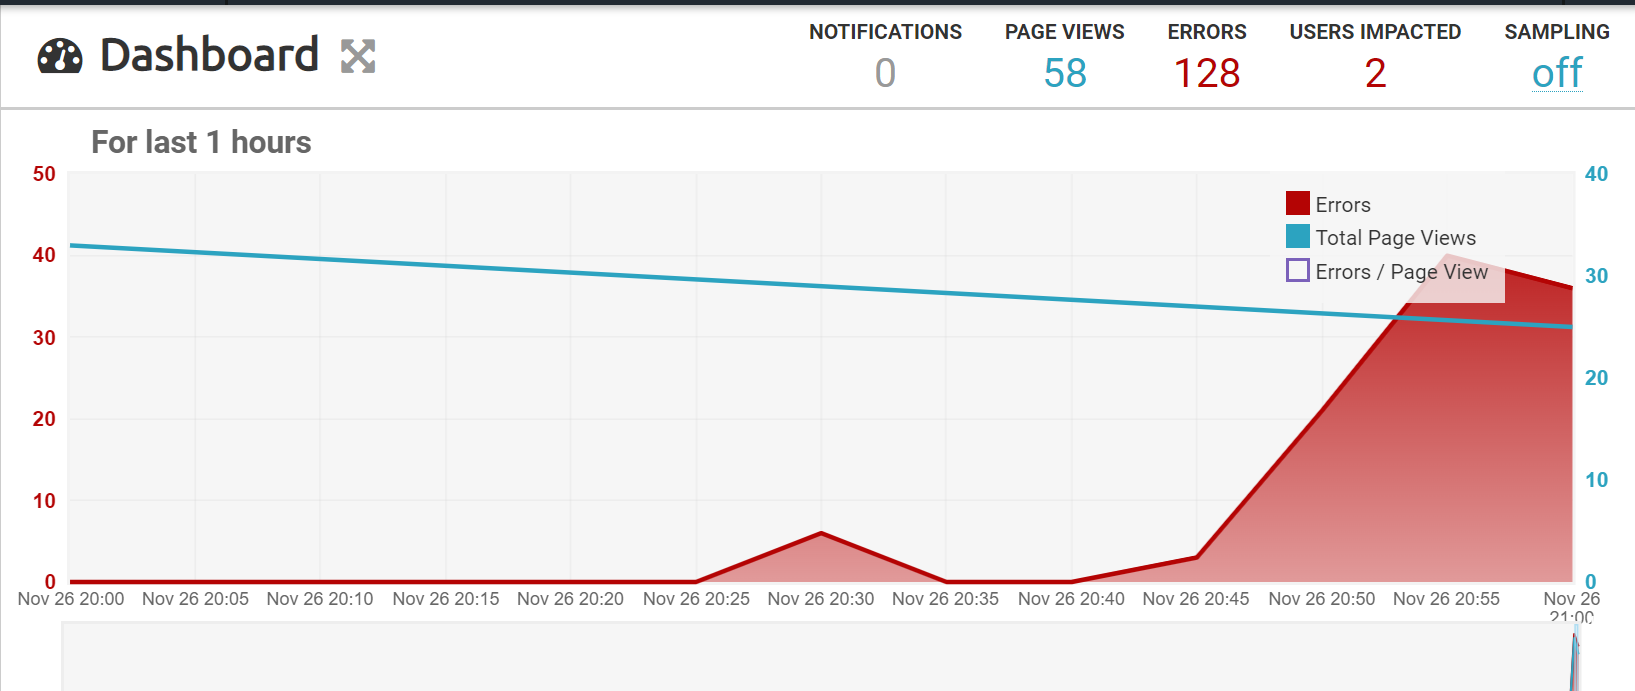 Dashboard
NOTIFICATIONS PAGE VIEWS ERRORS USERS IMPACTED SAMPLING
0 58 128 2 off
For last 1 hours
50 40
Errors
Total Page Views
40
Errors / Page View 30
30
20
20
10
10
0 0
Nov 26 20:00 Nov 26 20:05 Nov 26 20:10 Nov 26 20:15 Nov 26 20:20 Nov 26 20:25 Nov 26 20:30 Nov 26 20:35 Nov 26 20:40 Nov 26 20:45 Nov 26 20:50 Nov 26 20:55 Nov 26
21:00